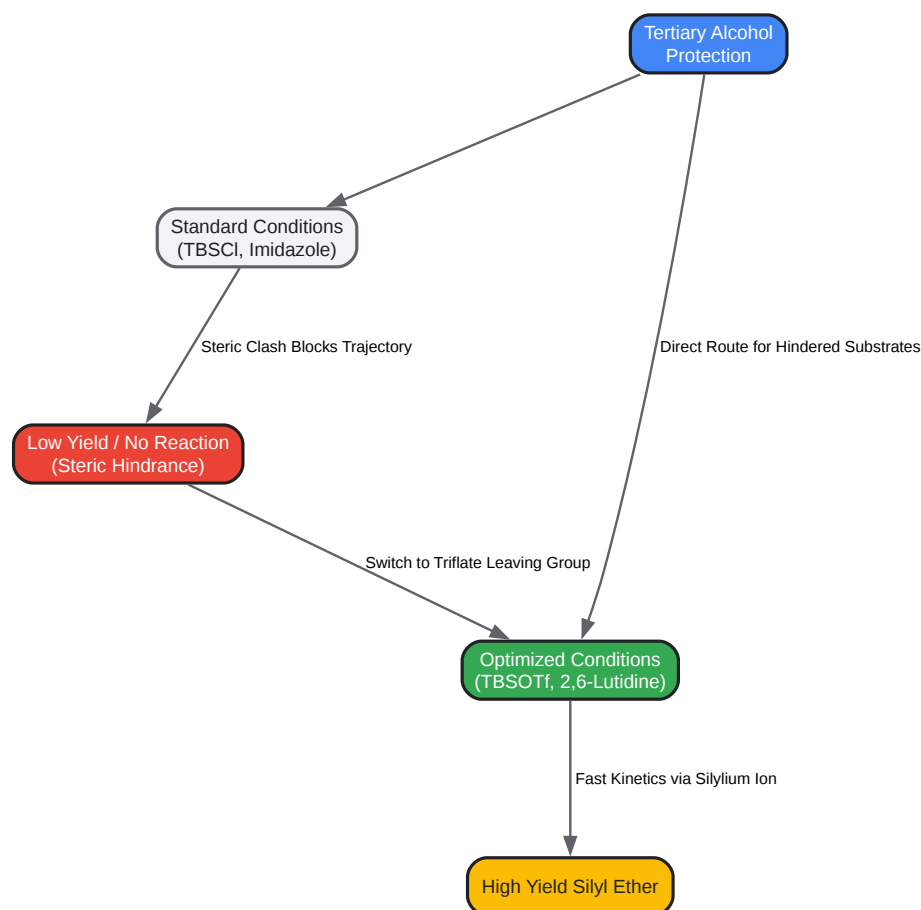 Tertiary Alcohol
Protection
Standard Conditions
(TBSCl, Imidazole)
Steric Clash Blocks Trajectory
Direct Route for Hindered Substrates
Low Yield / No Reaction
(Steric Hindrance)
Switch to Triflate Leaving Group
Optimized Conditions
(TBSOTf, 2,6-Lutidine)
Fast Kinetics via Silylium Ion
High Yield Silyl Ether